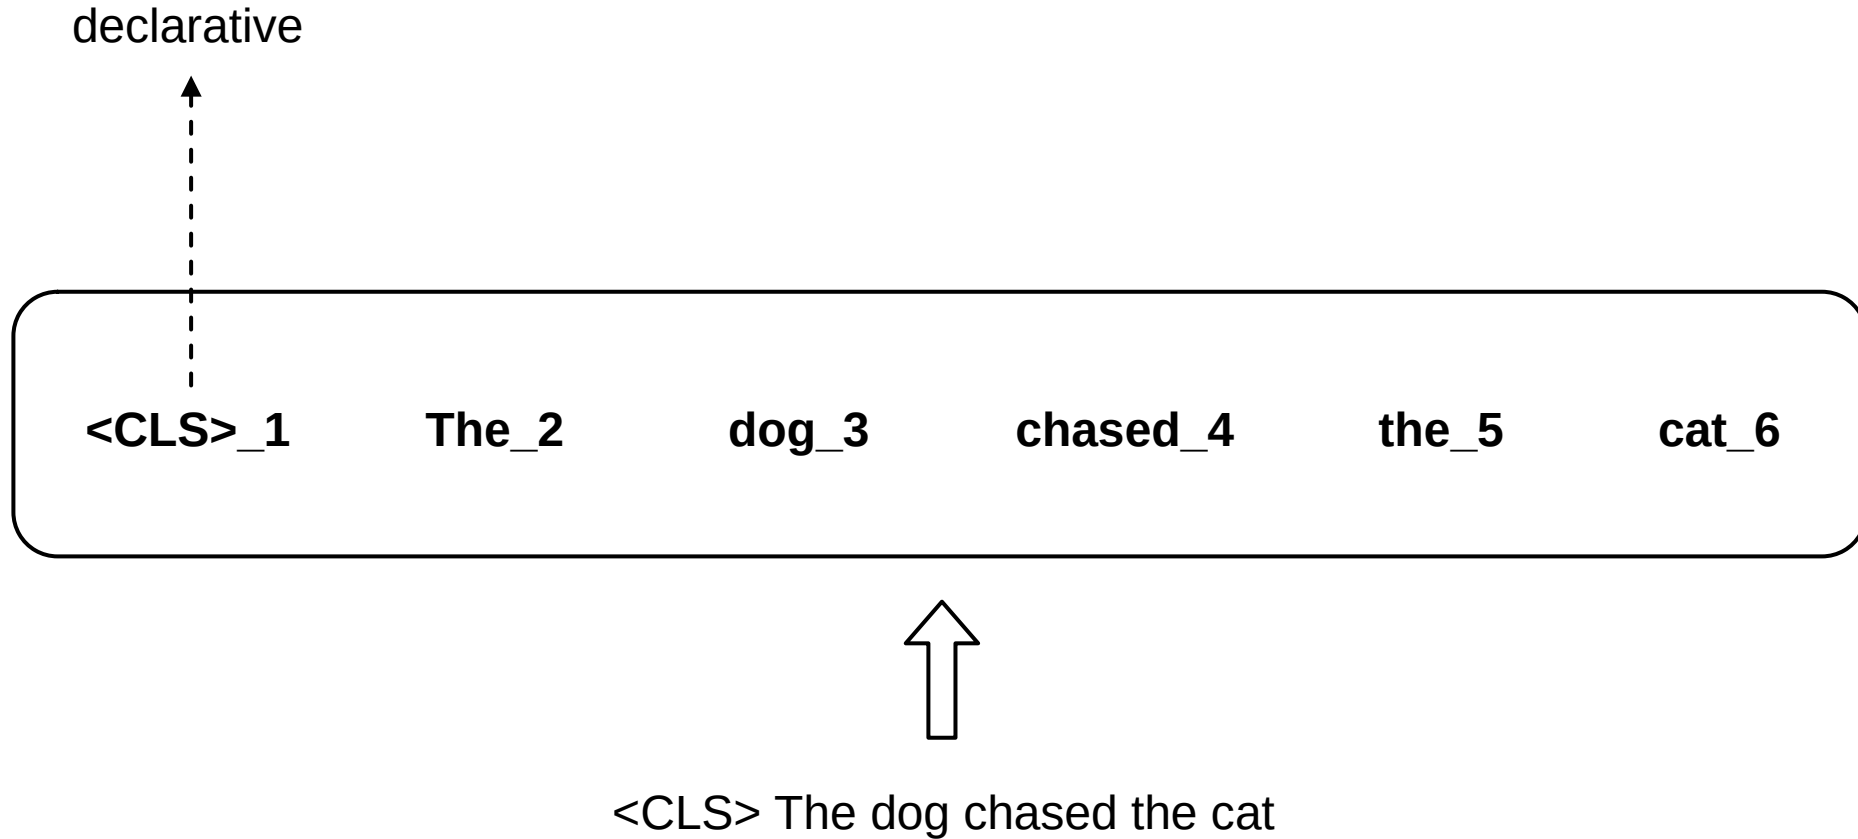 declarative
<CLS>_1 The_2 dog_3 chased_4 the_5 cat_6
<CLS> The dog chased the cat